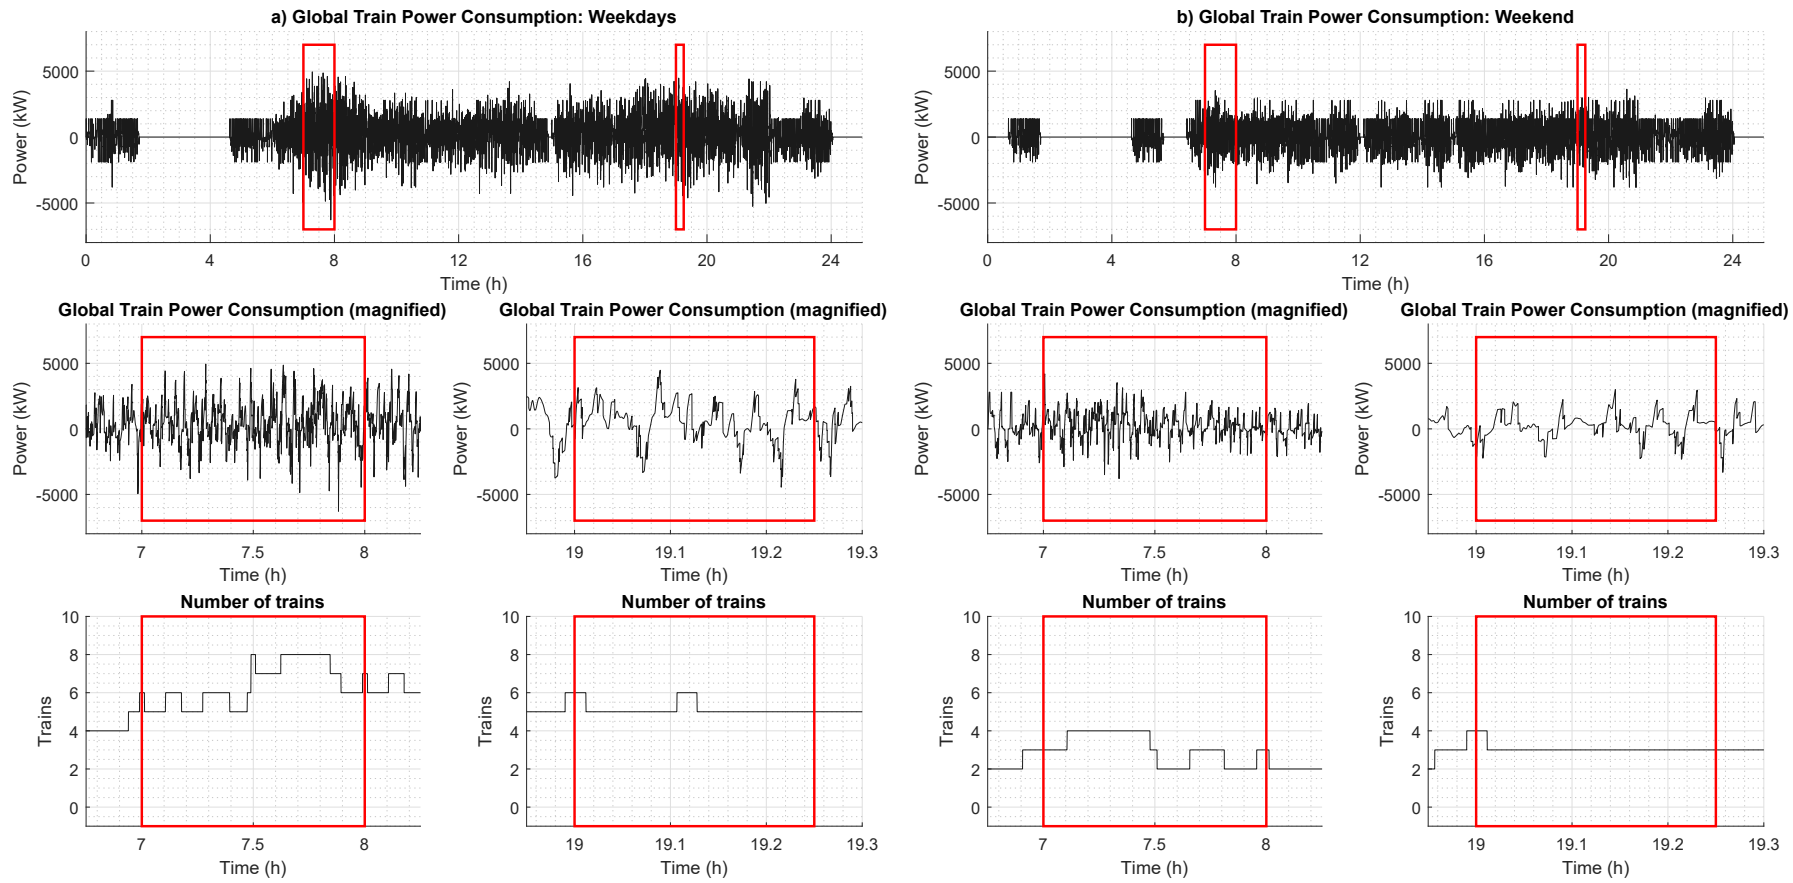 a) Global Train Power Consumption: Weekdays
5000
0
-5000
Power (kW)
0 4 8 12 16 20 24
Time (h)
b) Global Train Power Consumption: Weekend
5000
0
-5000
Power (kW)
0 4 8 12 16 20 24
Time (h)
Global Train Power Consumption (magnified)
5000
0
-5000
Power (kW)
7 7.5 8
Time (h)
Global Train Power Consumption (magnified)
5000
0
-5000
Power (kW)
19 19.1 19.2 19.3
Time (h)
Global Train Power Consumption (magnified)
5000
0
-5000
Power (kW)
7 7.5 8
Time (h)
Global Train Power Consumption (magnified)
5000
0
-5000
Power (kW)
19 19.1 19.2 19.3
Time (h)
Number of trains
10
8
6
4
2
0
Trains
7 7.5 8
Time (h)
Number of trains
10
8
6
4
2
0
Trains
19 19.1 19.2 19.3
Time (h)
Number of trains
10
8
6
4
2
0
Trains
7 7.5 8
Time (h)
Number of trains
10
8
6
4
2
0
Trains
19 19.1 19.2 19.3
Time (h)